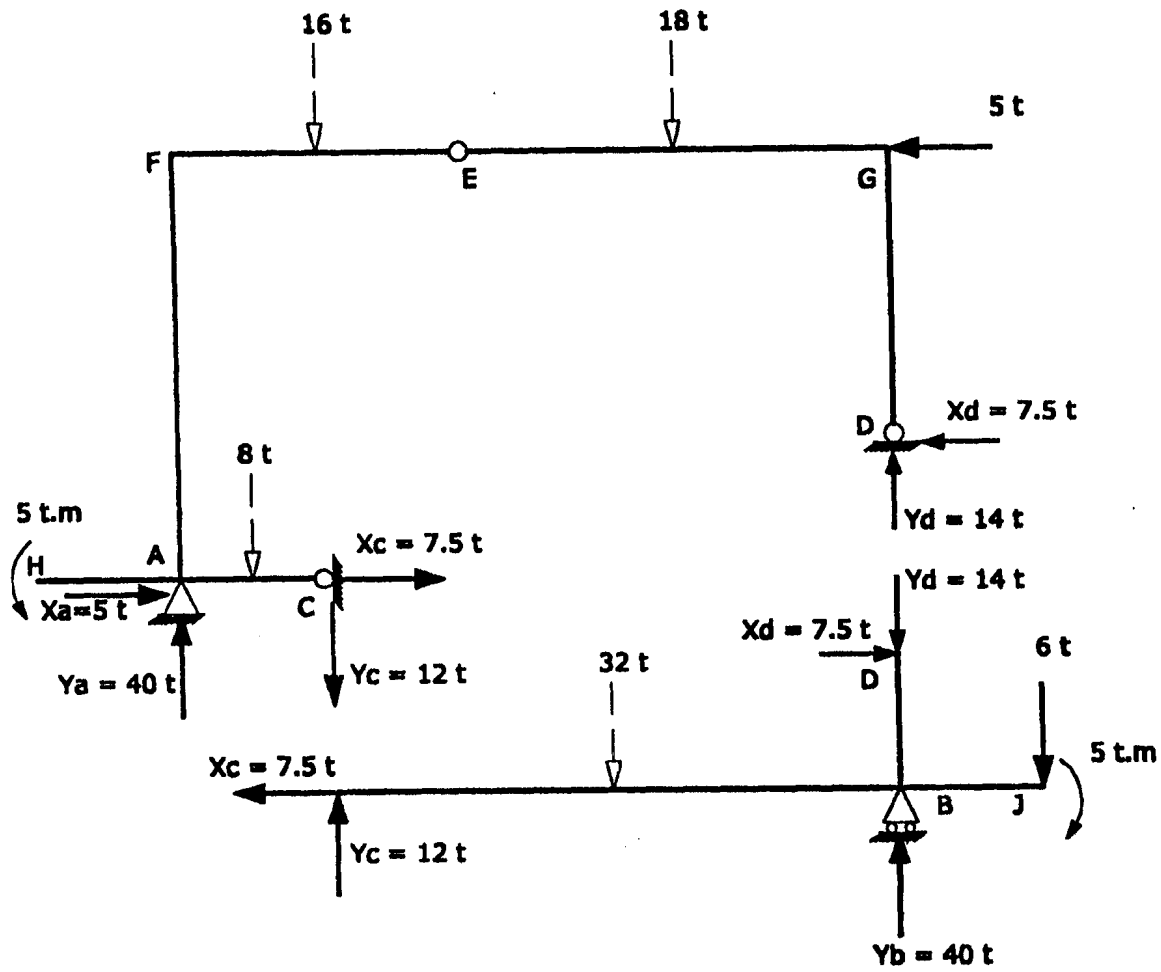 16 t
18 t
5 t
F
E
G
D
Xd = 7.5 t
8 t
5 t.m
H
A
Xc = 7.5 t
Yd = 14 t
Xa=5 t
C
Yd = 14 t
Ya = 40 t
Yc = 12 t
Xd = 7.5 t
32 t
6 t
D
Xc = 7.5 t
5 t.m
B
J
Yc = 12 t
Yb = 40 t